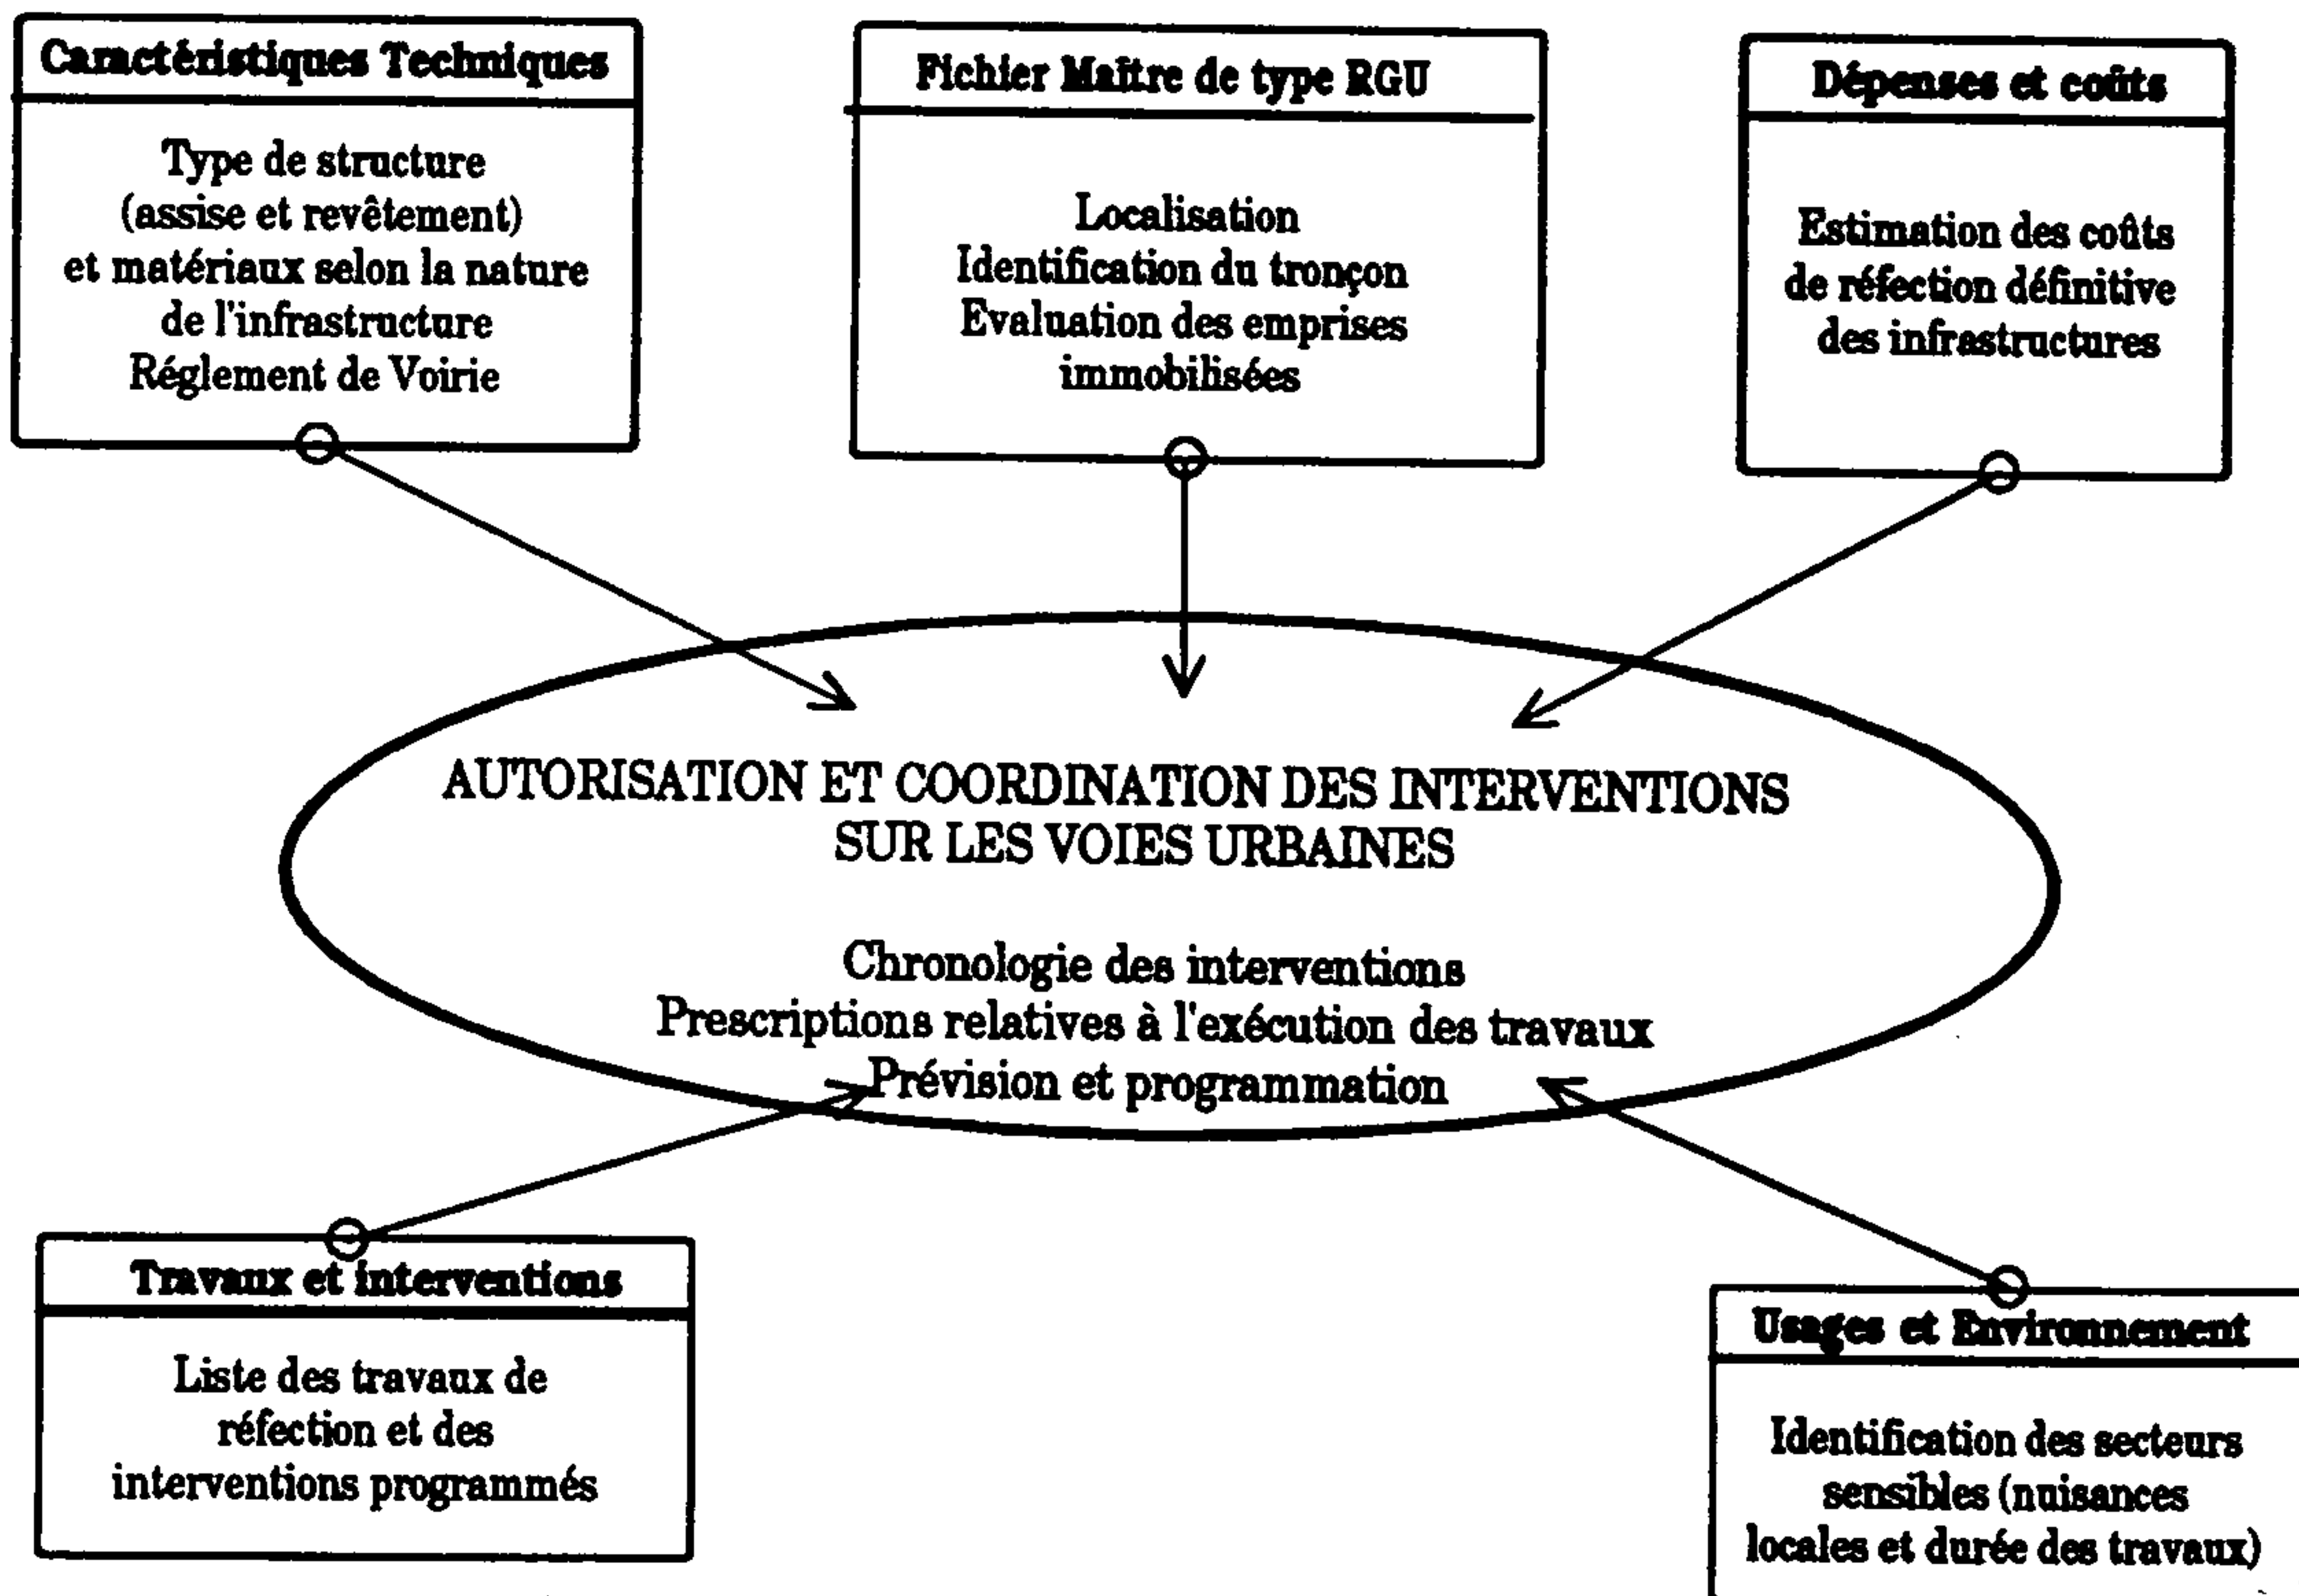 Caractéristiques Techniques
Type de structure
(assise et revêtement)
et matériaux selon la nature
de l'infrastructure
Réglement de Voirie
Fichier Maître de type RGU
Localisation
Identification du tronçon
Evaluation des emprises
immobilisées
Dépenses et coûts
Estimation des coûts
de réfection définitive
des infrastructures
AUTORISATION ET COORDINATION DES INTERVENTIONS
SUR LES VOIES URBAINES
Chronologie des interventions
Prescriptions relatives à l'exécution des travaux
Prévision et programmation
Travaux et interventions
Liste des travaux de
réfection et des
interventions programmés
Usages et Environnement
Identification des secteurs
sensibles (nuisances
locales et durée des travaux)